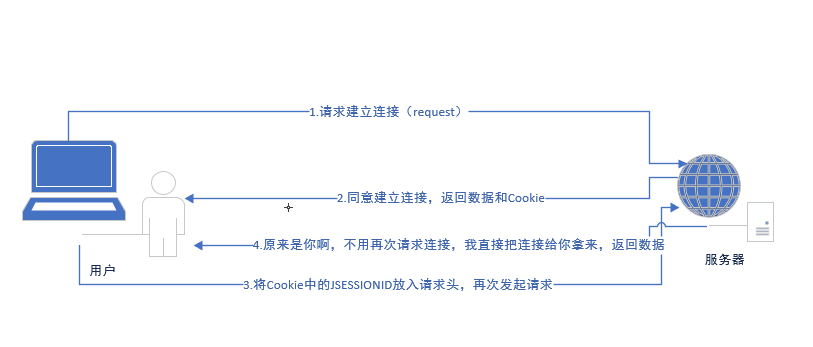 1.请求建立连接（request）
2.同意建立连接，返回数据和Cookie
4.原来是你啊，不用再次请求连接，我直接把连接给你拿来，返回数据
服务器
用户
3.将Cookie中的JSESSIONID放入请求头，再次发起请求